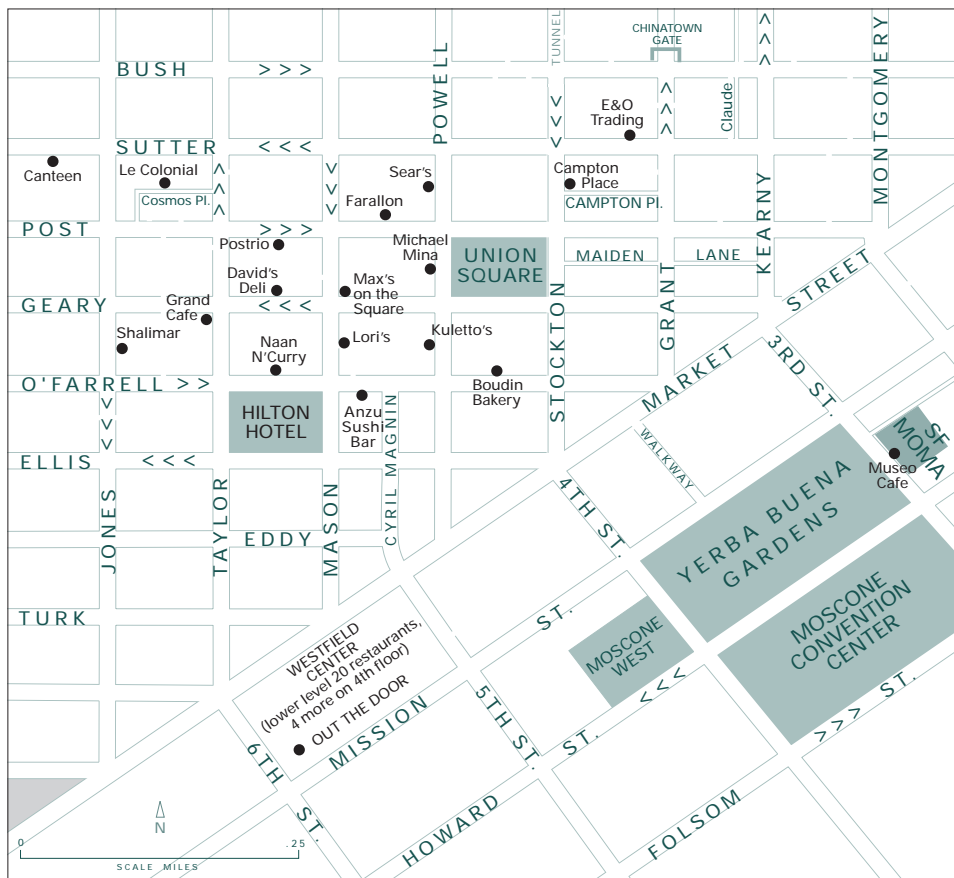 TUNNEL
CHINATOWN
GATE
> > >
MONTGOMERY
POWELL
BUSH
> > >
< < <
E&O
Trading
> > >
Claude
SUTTER
< < <
Canteen
Le Colonial
Cosmos Pl.
> > >
< < <
Sear's
Farallon
Campton
Place
CAMPTON Pl.
KEARNY
POST
> > >
Postrio
Michael
Mina
UNION
SQUARE
MAIDEN
LANE
David's
Deli
Max's
on the
Square
GEARY
< < <
Grand
Cafe
STOCKTON
GRANT
MARKET
STREET
Shalimar
Naan
N'Curry
Lori's
Kuleto's
3RD ST.
O'FARRELL
> >
Boudin
Bakery
< < <
HILTON
HOTEL
Anzu
Sushi
Bar
CYRIL MAGNIN
WALKWAY
SF
MOMA
Museo
Cafe
ELLIS
< < <
JONES
TAYLOR
MASON
4TH ST.
YERBA BUENA
GARDENS
EDDY
TURK
WESTFIELD
CENTER
(lower level 20 restaurants,
4 more on 4th floor)
OUT THE DOOR
MISSION
ST.
MOSCONE
WEST
MOSCONE
CONVENTION
CENTER
5TH ST.
6TH
ST.
HOWARD
ST.
< < <
FOLSOM
ST.
> > >
N
0
.25
SCALE MILES